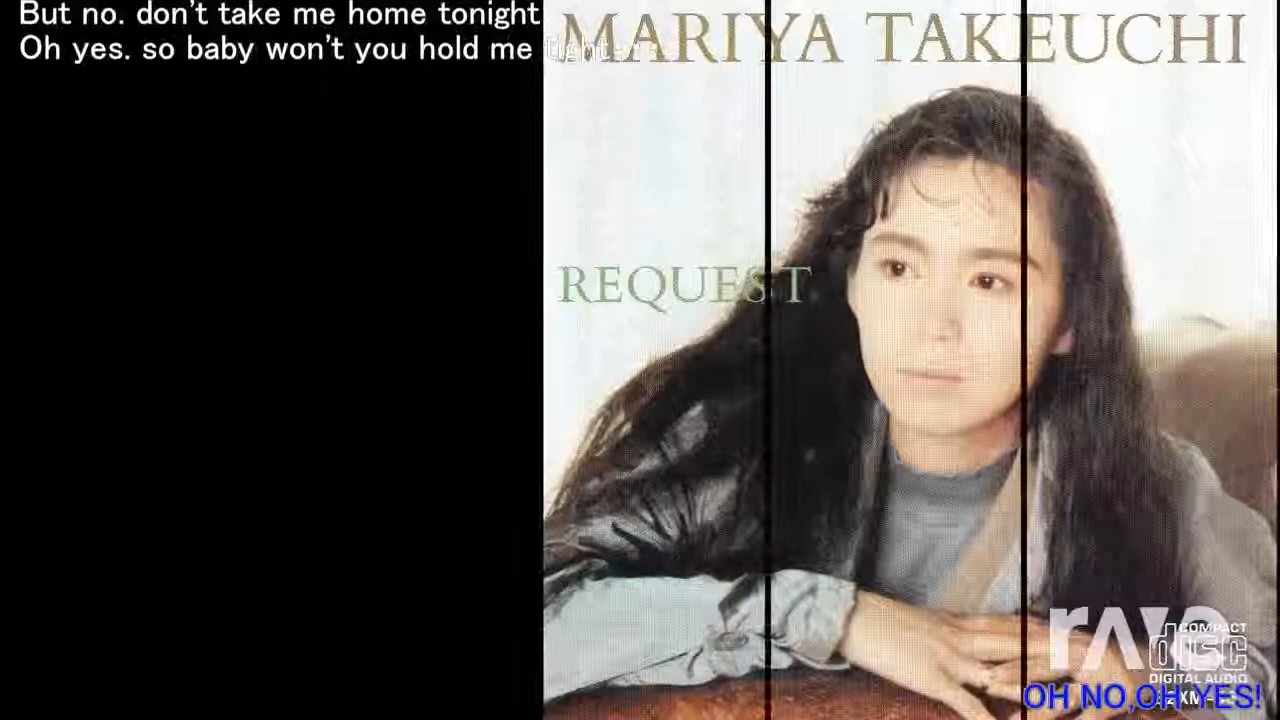 But no. don't take me home tonight
Oh yes. so baby won't you hold me tight
MARIYA TAKEUCHI
REQUEST
COMPACT
disc
DIGITAL AUDIO
OH NO,OH YES!